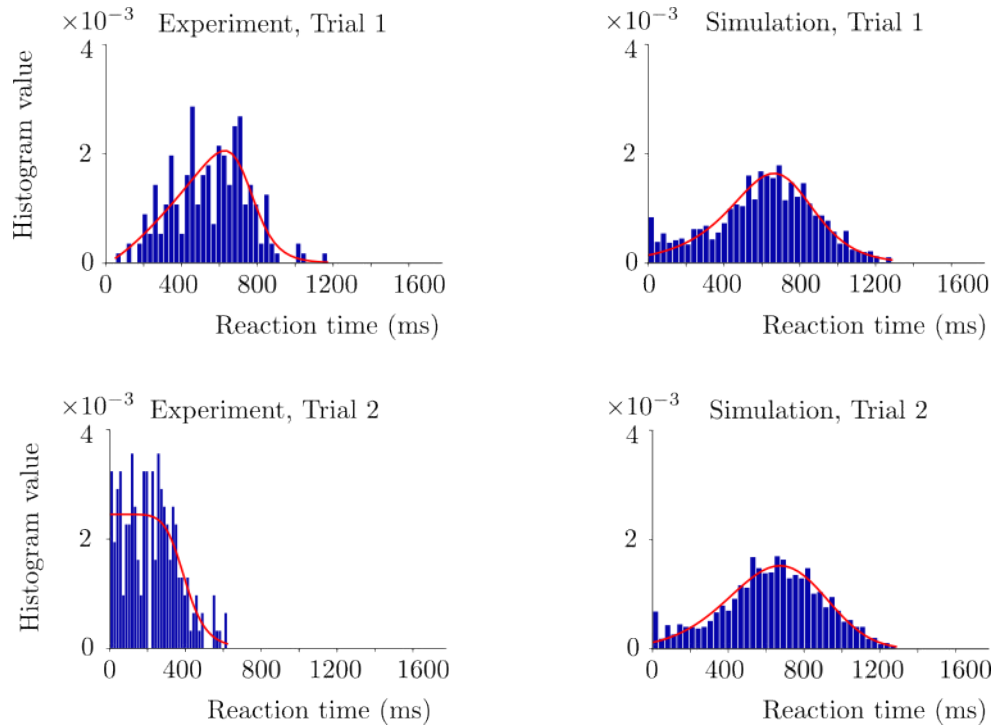 ×10⁻³ Experiment, Trial 1
4
2
0
Histogram value
0 400 800 1200 1600
Reaction time (ms)
×10⁻³ Simulation, Trial 1
4
2
0
0 400 800 1200 1600
Reaction time (ms)
×10⁻³ Experiment, Trial 2
4
2
0
Histogram value
0 400 800 1200 1600
Reaction time (ms)
×10⁻³ Simulation, Trial 2
4
2
0
0 400 800 1200 1600
Reaction time (ms)